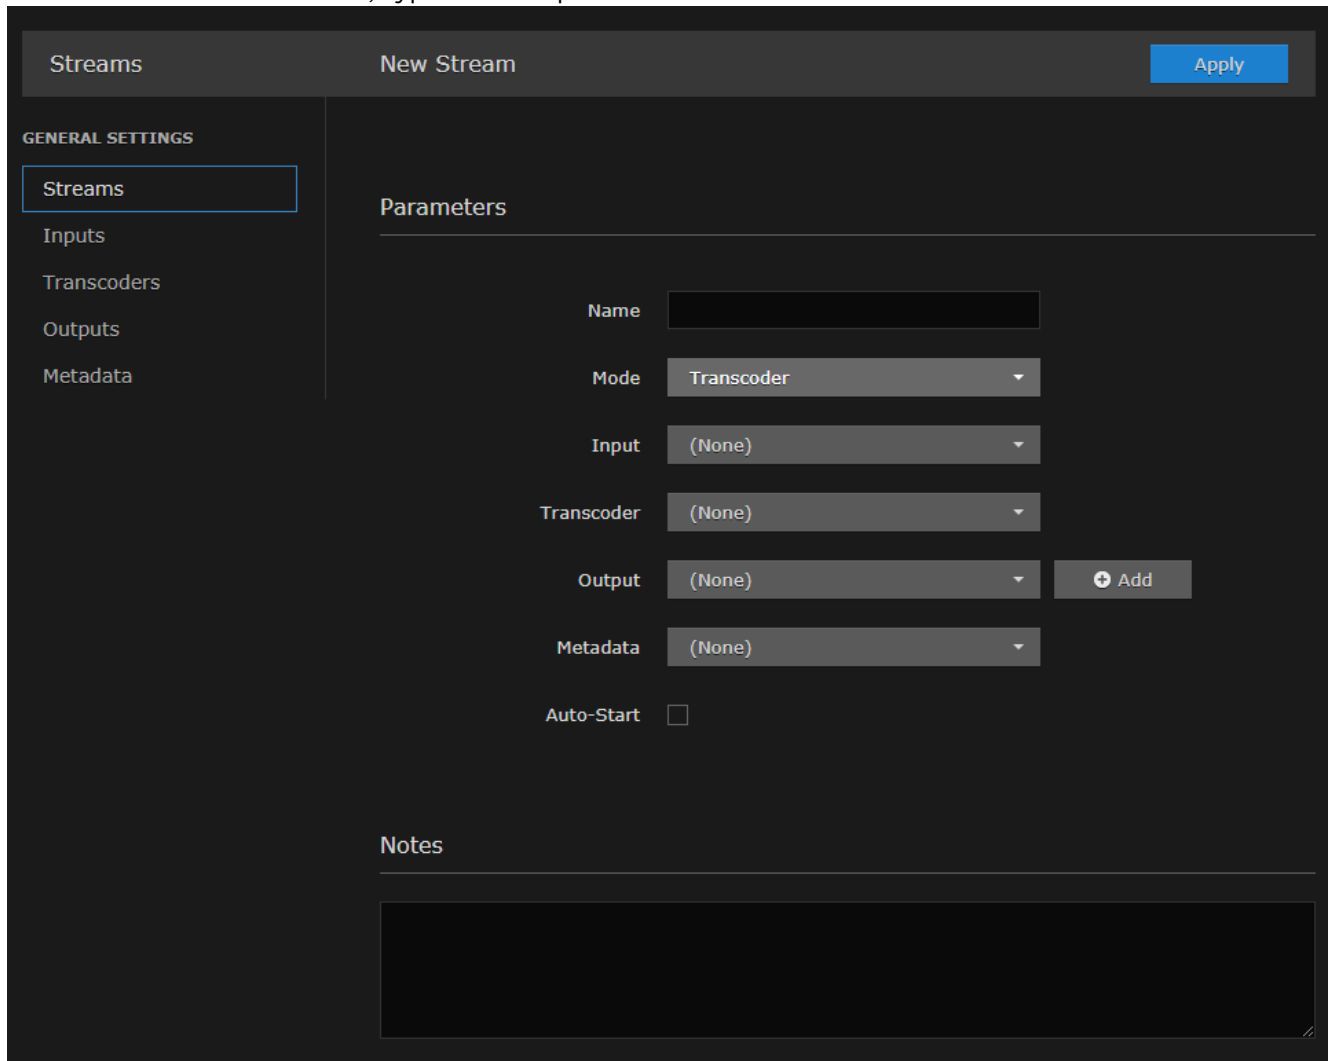 Streams New Stream Apply
GENERAL SETTINGS
Streams
Inputs
Transcoders
Outputs
Metadata
Parameters
Name
Mode Transcoder
Input (None)
Transcoder (None)
Output (None) Add
Metadata (None)
Auto-Start
Notes